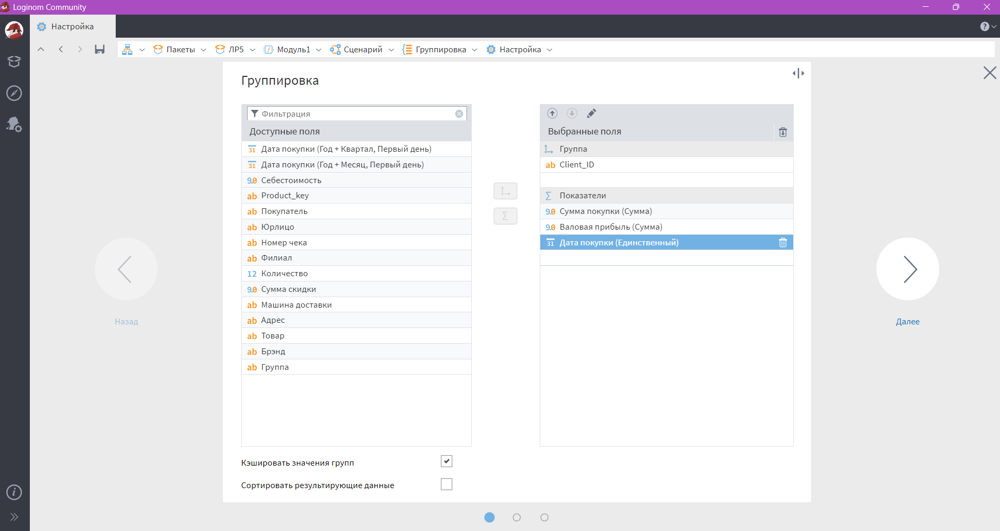 Loginom Community
Настройка
Пакеты ЛР5 Модуль1 Сценарий Группировка Настройка
Группировка
Фильтрация
Доступные поля
31 Дата покупки (Год + Квартал, Первый день)
31 Дата покупки (Год + Месяц, Первый день)
9.0 Себестоимость
ab Product_key
ab Покупатель
ab Юрлицо
ab Номер чека
ab Филиал
12 Количество
9.0 Сумма скидки
ab Машина доставки
ab Адрес
ab Товар
ab Брэнд
ab Группа
Выбранные поля
Группа
ab Client_ID
Σ Показатели
9.0 Сумма покупки (Сумма)
9.0 Валовая прибыль (Сумма)
31 Дата покупки (Единственный)
Σ
Назад
Далее
Кэшировать значения групп
Сортировать результирующие данные